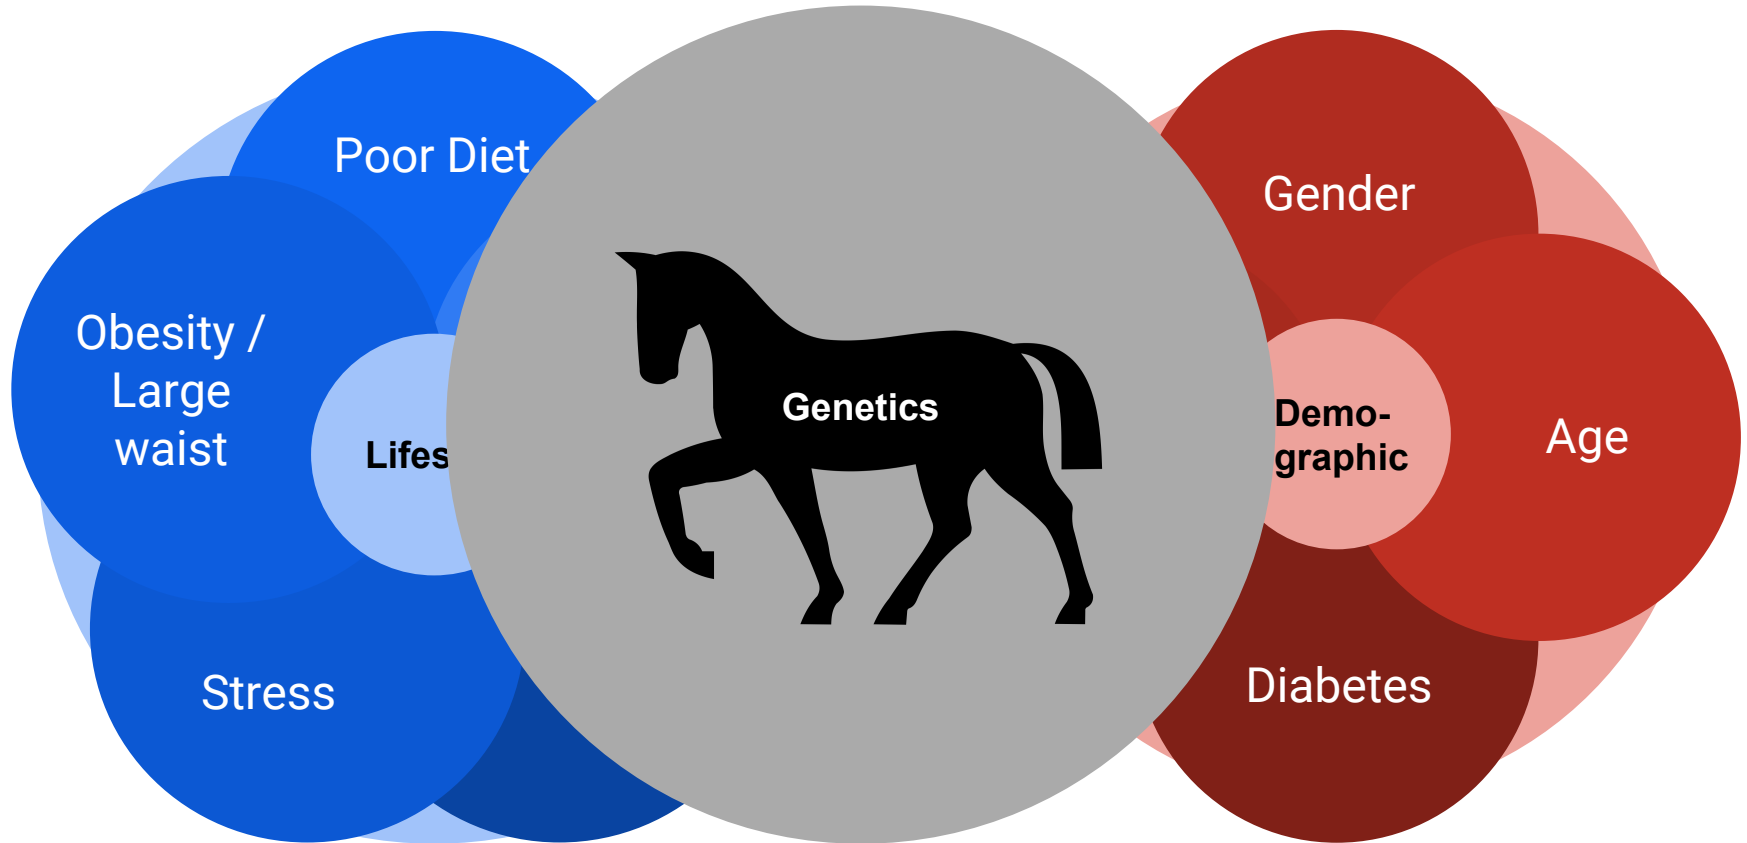 Poor Diet
Obesity /
Large
waist
Lifes
Stress
Genetics
Gender
Demo-
graphic
Age
Diabetes